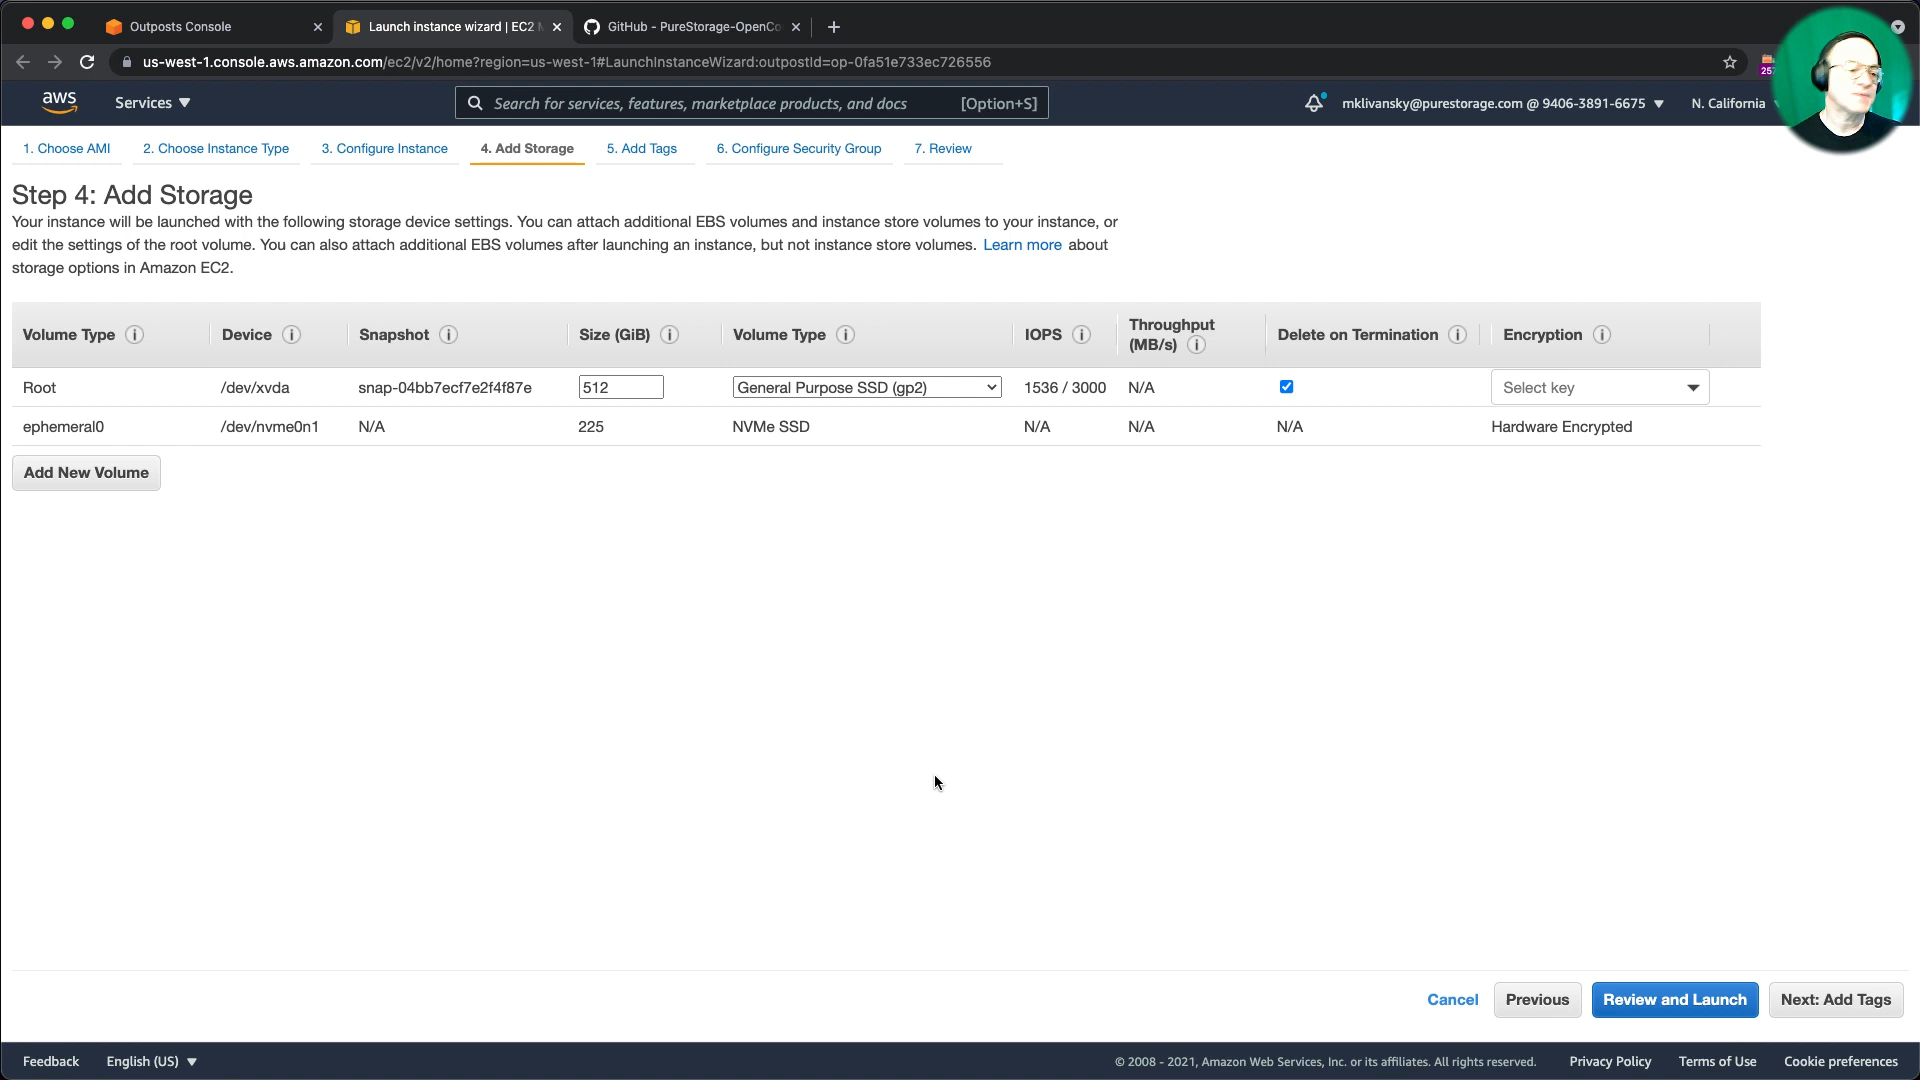 Outposts Console
Launch instance wizard | EC2
GitHub - PureStorage-OpenCo
us-west-1.console.aws.amazon.com/ec2/v2/home?region=us-west-1#LaunchInstanceWizard:outpostId=op-0fa51e733ec726556
aws
Services
Search for services, features, marketplace products, and docs
[Option+S]
mklivansky@purestorage.com @ 9406-3891-6675
N. California
1. Choose AMI
2. Choose Instance Type
3. Configure Instance
4. Add Storage
5. Add Tags
6. Configure Security Group
7. Review
Step 4: Add Storage
Your instance will be launched with the following storage device settings. You can attach additional EBS volumes and instance store volumes to your instance, or
edit the settings of the root volume. You can also attach additional EBS volumes after launching an instance, but not instance store volumes. Learn more about
storage options in Amazon EC2.
Volume Type
Device
Snapshot
Size (GiB)
Volume Type
IOPS
Throughput
(MB/s)
Delete on Termination
Encryption
Root
/dev/xvda
snap-04bb7ecf7e2f4f87e
512
General Purpose SSD (gp2)
1536 / 3000
N/A
Select key
ephemeral0
/dev/nvme0n1
N/A
225
NVMe SSD
N/A
N/A
N/A
Hardware Encrypted
Add New Volume
Cancel
Previous
Review and Launch
Next: Add Tags
Feedback
English (US)
© 2008 - 2021, Amazon Web Services, Inc. or its affiliates. All rights reserved.
Privacy Policy
Terms of Use
Cookie preferences